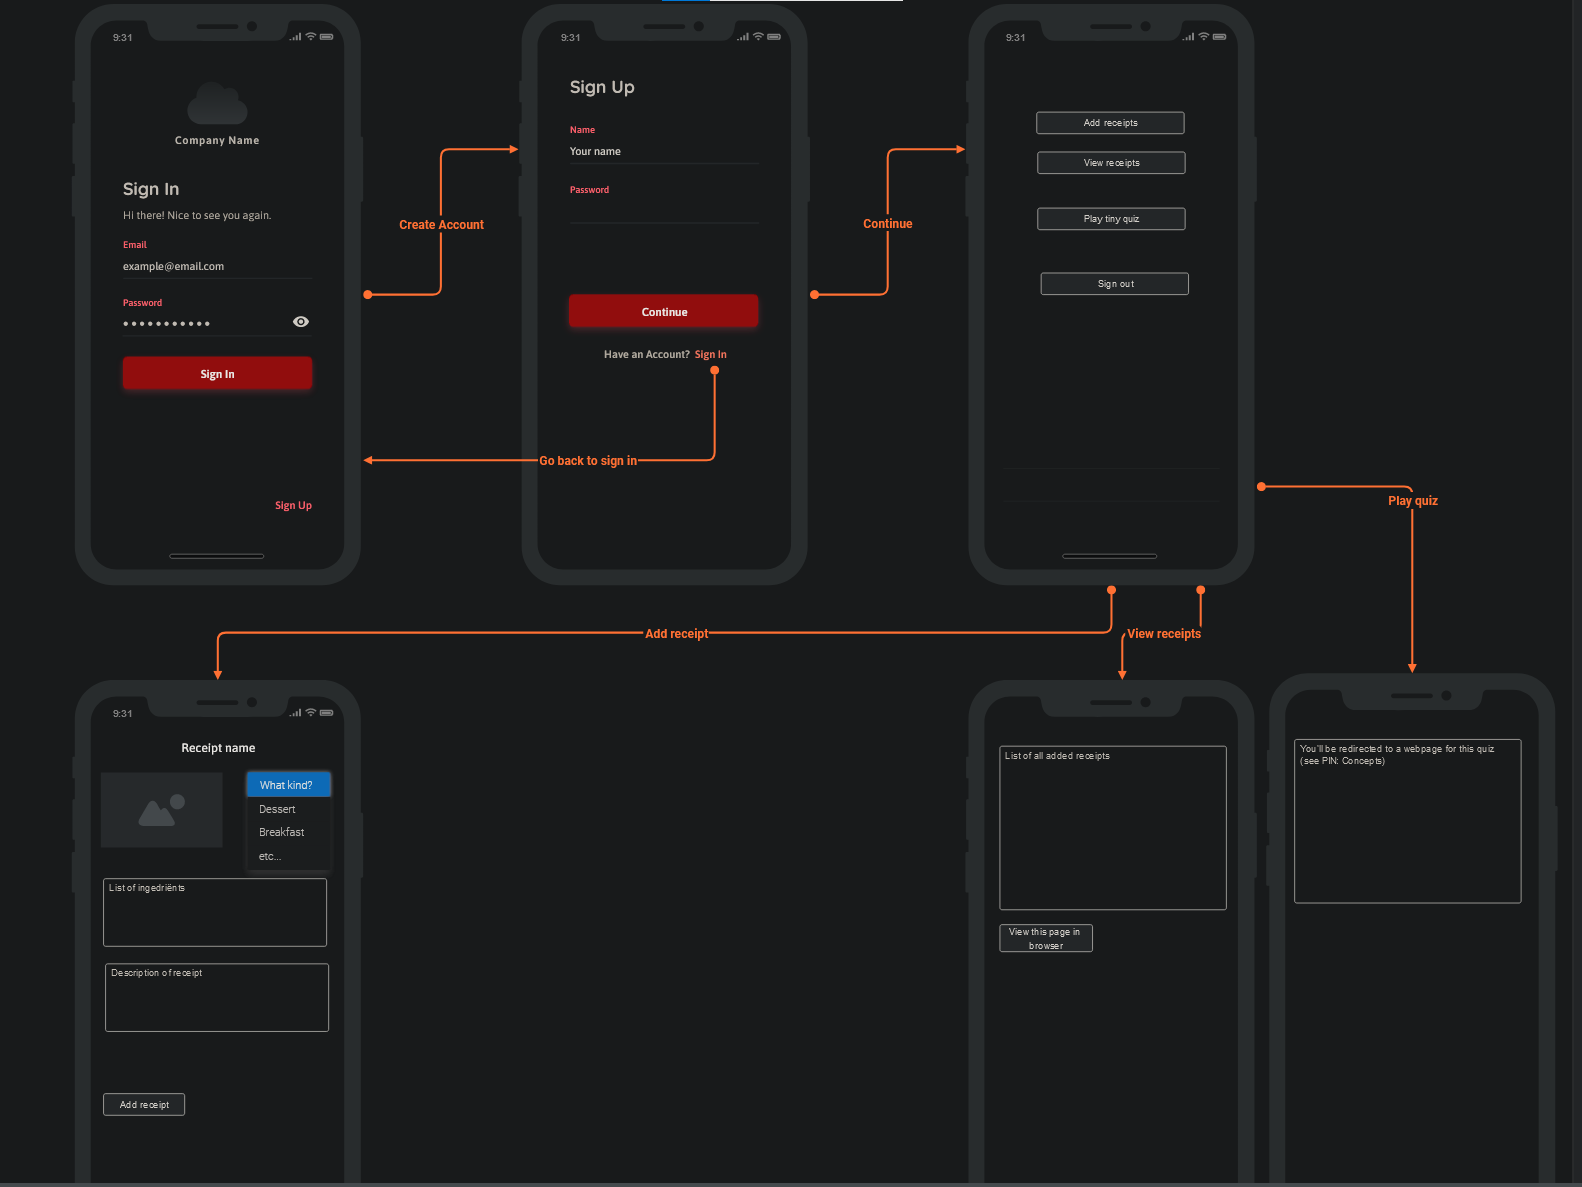 9:31
Company Name
Sign In
Hi there! Nice to see you again.
Email
example@email.com
Password
Sign In
Sign Up
Create Account
9:31
Sign Up
Name
Your name
Password
Continue
Have an Account? Sign In
Go back to sign in
Continue
9:31
Add receipts
View receipts
Play tiny quiz
Sign out
Play quiz
Add receipt
View receipts
9:31
Receipt name
What kind?
Dessert
Breakfast
etc...
List of ingedriënts
Description of receipt
Add receipt
List of all added receipts
View this page in
browser
You'll be redirected to a webpage for this quiz
(see PIN: Concepts)